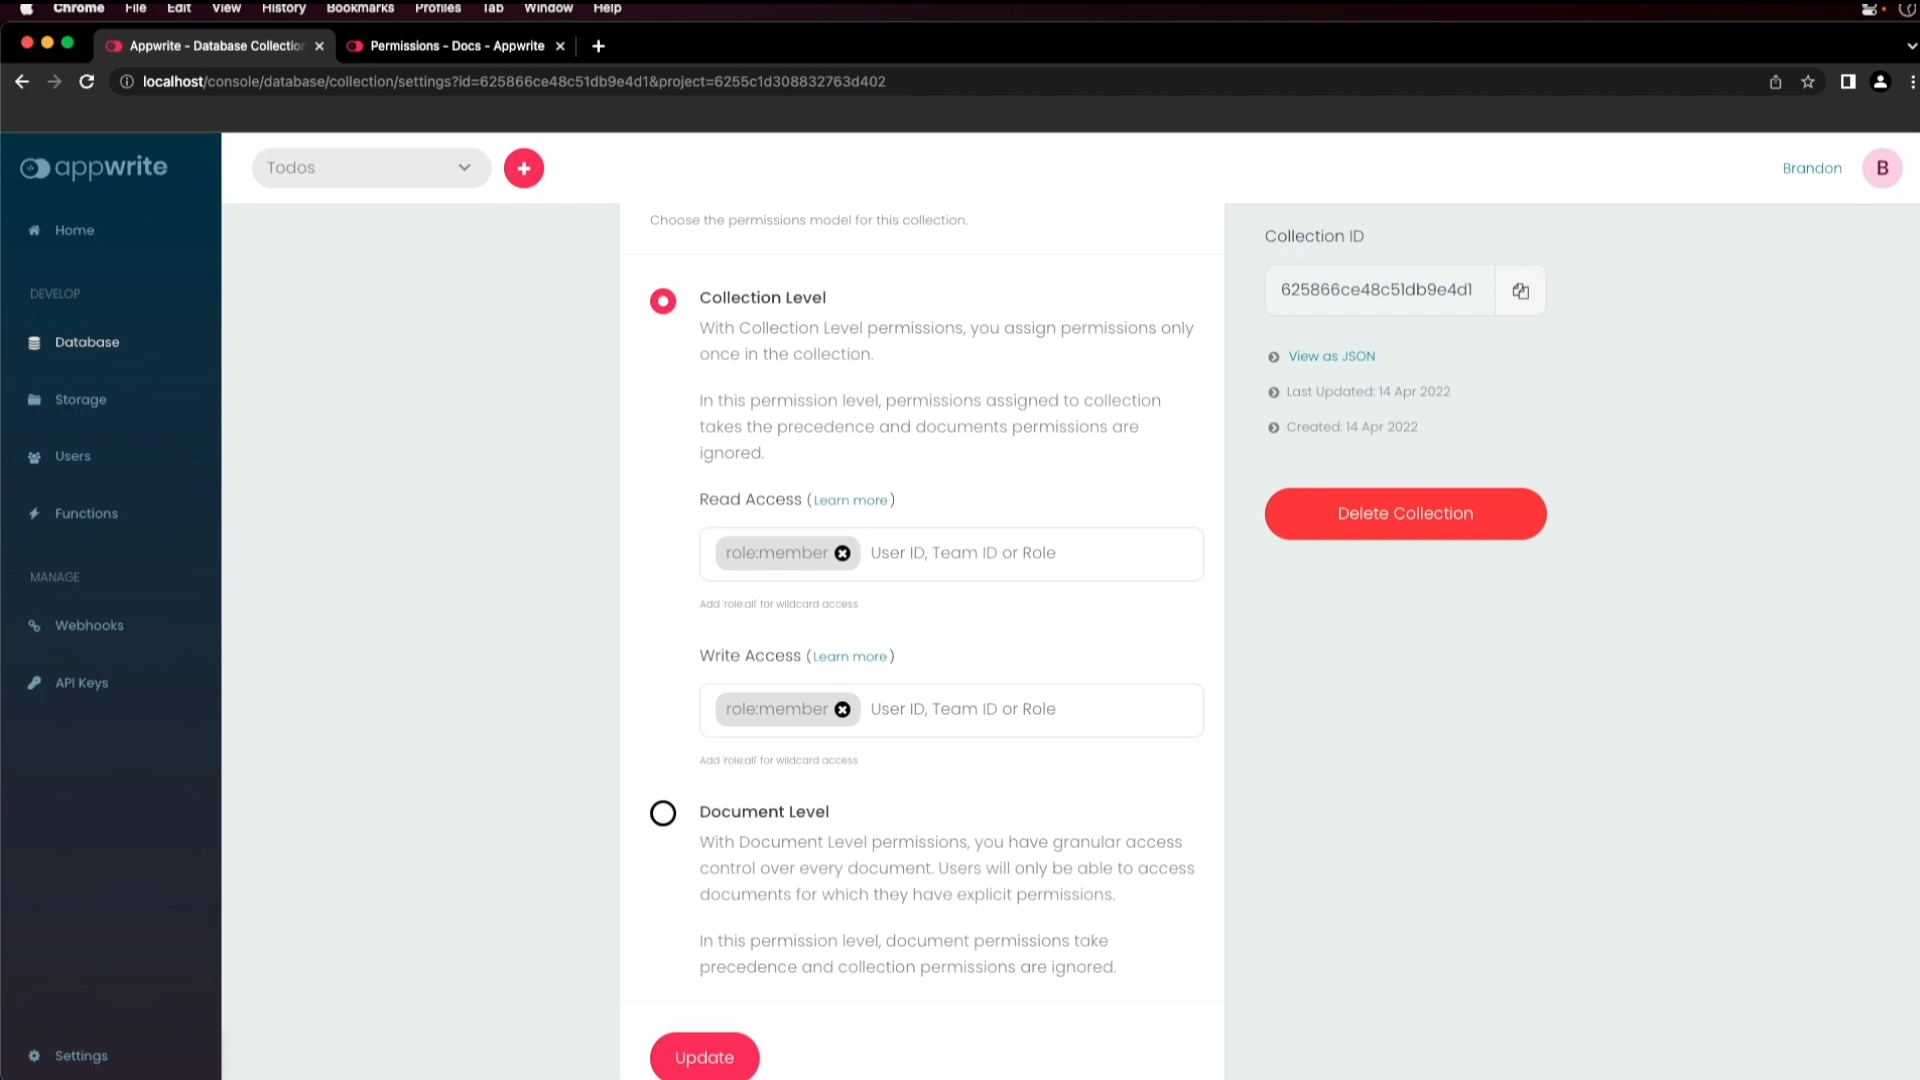 Chrome File Edit View History Bookmarks Profiles Tab Window Help
Appwrite - Database Collection
Permissions - Docs - Appwrite
localhost/console/database/collection/settings?id=625866ce48c51db9e4d1&project=6255c1d308832763d402
appwrite
Todos
Brandon
B
Home
DEVELOP
Database
Storage
Users
Functions
MANAGE
Webhooks
API Keys
Settings
Choose the permissions model for this collection.
Collection Level
With Collection Level permissions, you assign permissions only
once in the collection.
In this permission level, permissions assigned to collection
takes the precedence and documents permissions are
ignored.
Read Access (Learn more)
role:member User ID, Team ID or Role
Add 'role:all' for wildcard access
Write Access (Learn more)
role:member User ID, Team ID or Role
Add 'role:all' for wildcard access
Document Level
With Document Level permissions, you have granular access
control over every document. Users will only be able to access
documents for which they have explicit permissions.
In this permission level, document permissions take
precedence and collection permissions are ignored.
Update
Collection ID
625866ce48c51db9e4d1
View as JSON
Last Updated: 14 Apr 2022
Created: 14 Apr 2022
Delete Collection